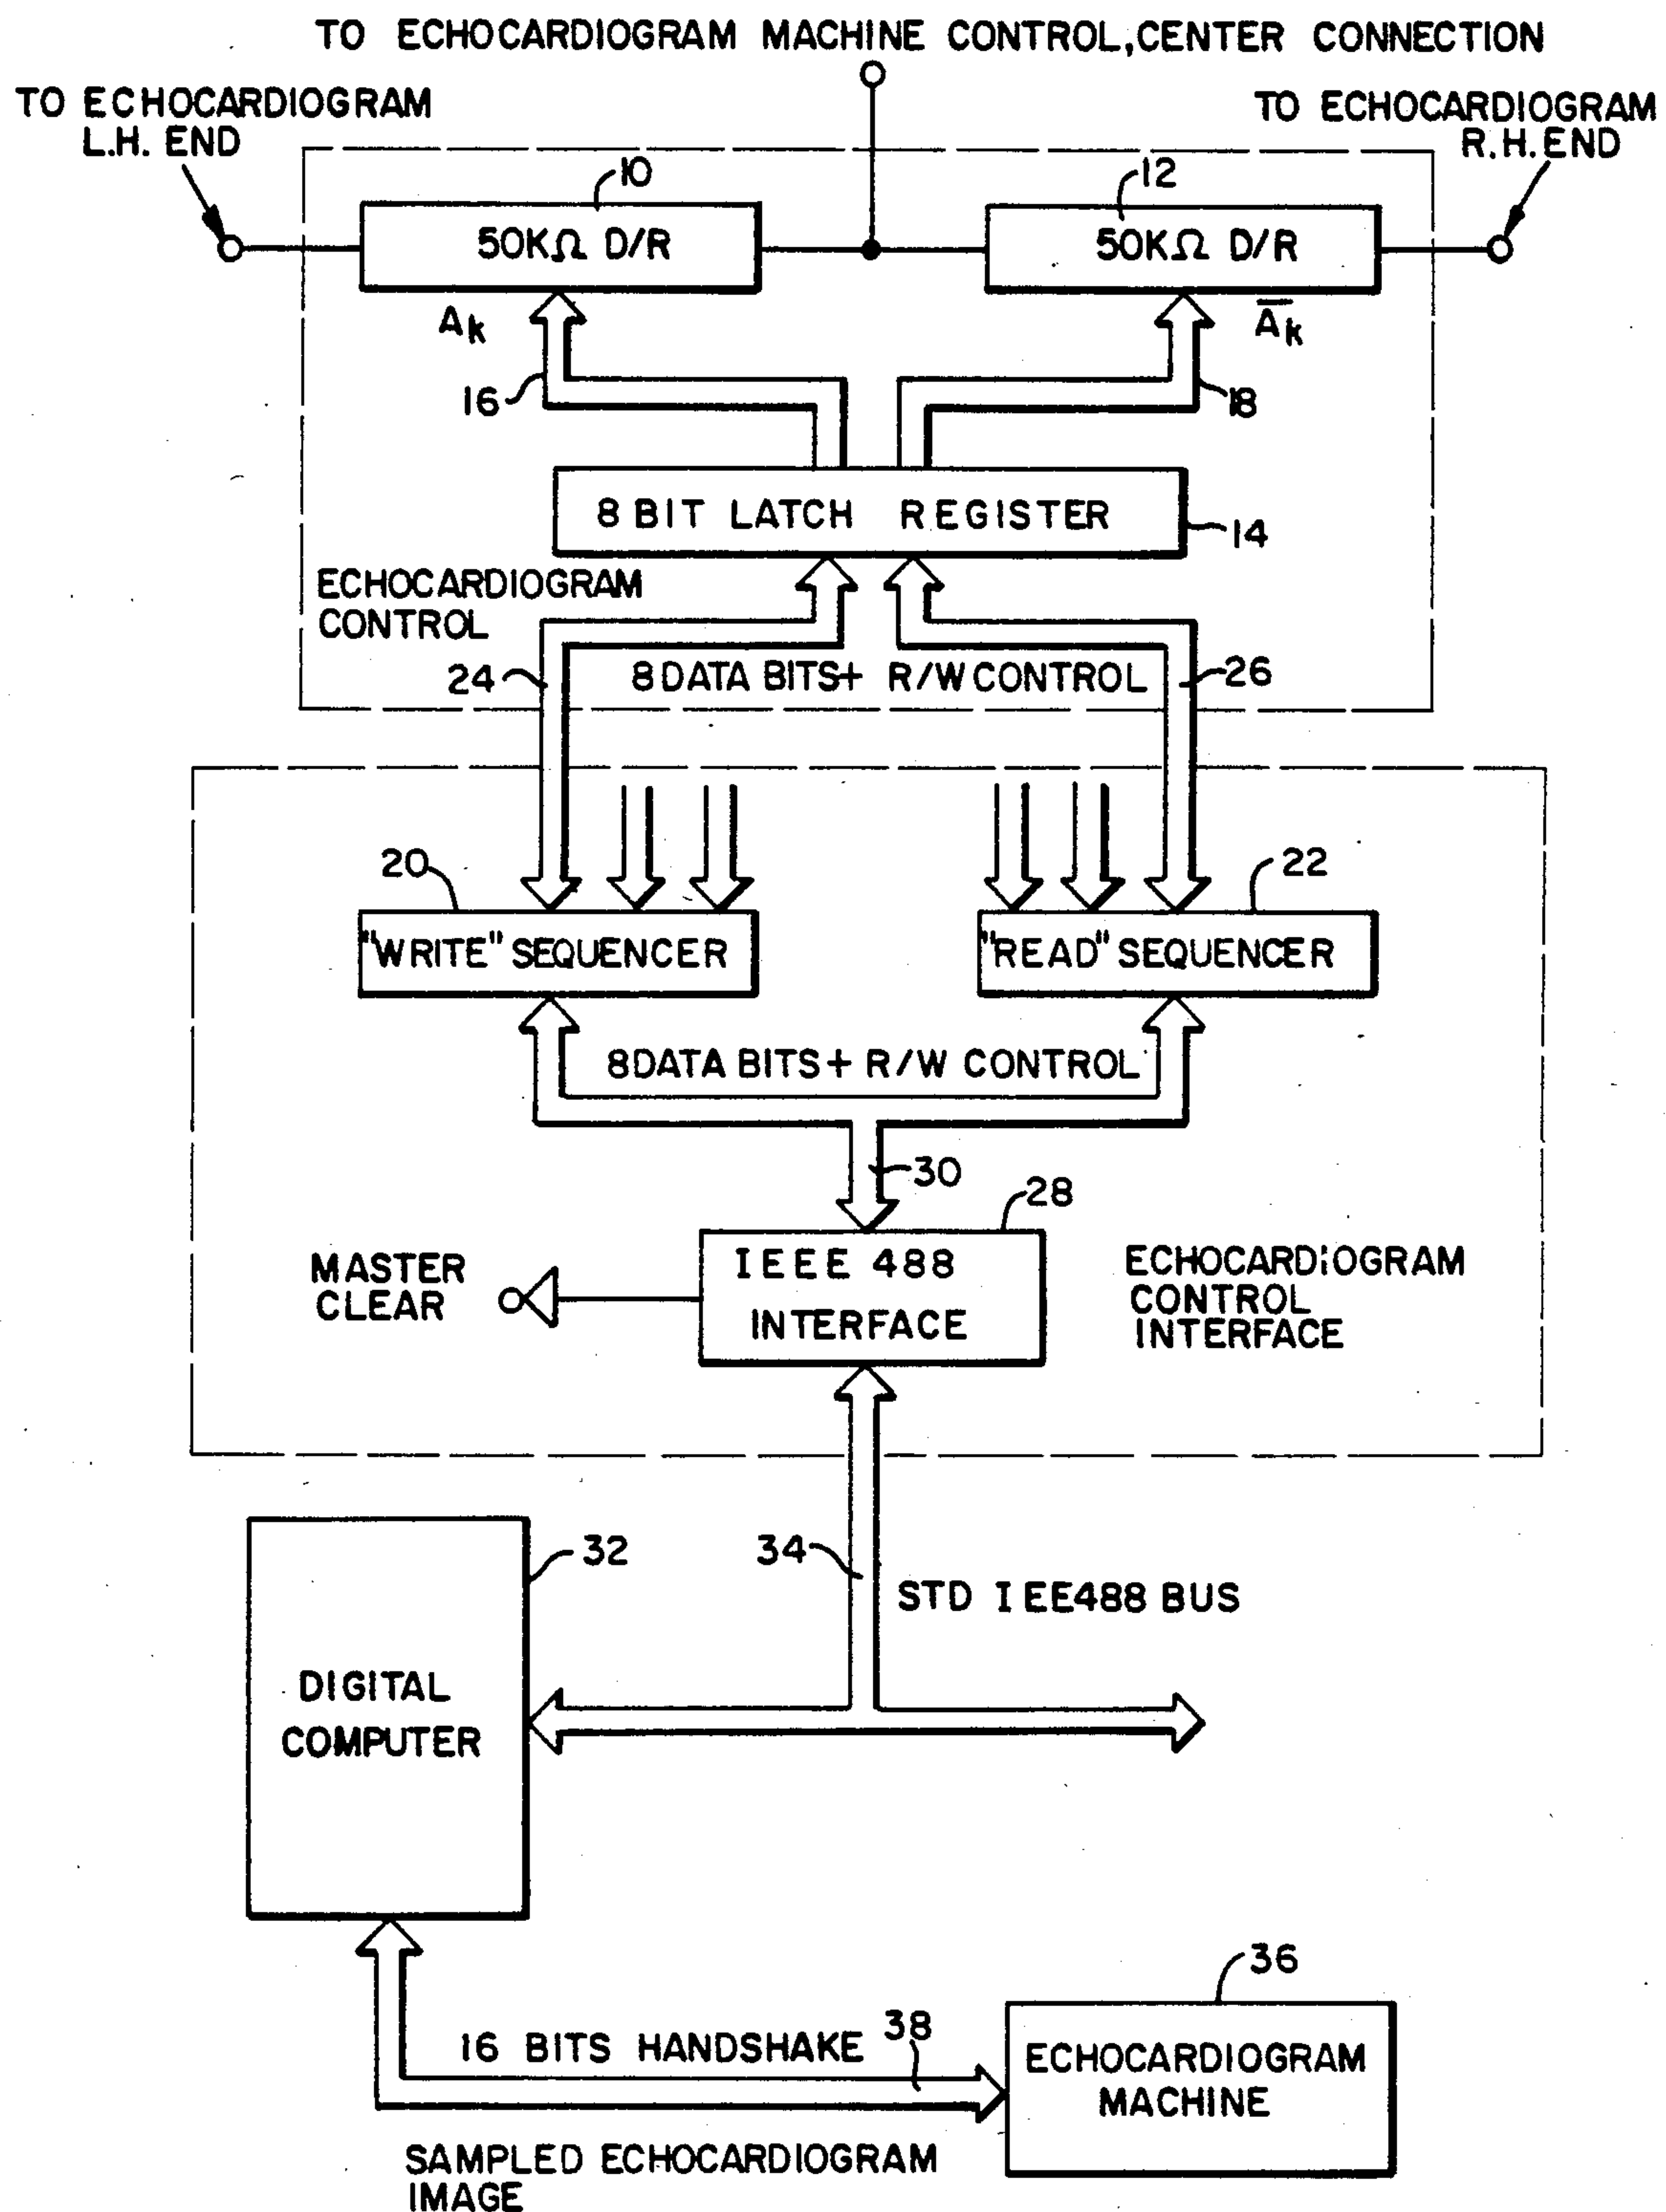 TO ECHOCARDIOGRAM MACHINE CONTROL, CENTER CONNECTION
TO ECHOCARDIOGRAM
L.H. END
TO ECHOCARDIOGRAM
R.H. END
10
12
50KΩ D/R
50KΩ D/R
Ak
A̅k
16
18
8 BIT LATCH REGISTER
14
ECHOCARDIOGRAM
CONTROL
24
8 DATA BITS + R/W CONTROL
26
20
22
"WRITE" SEQUENCER
"READ" SEQUENCER
8 DATA BITS + R/W CONTROL
30
28
MASTER
CLEAR
IEEE 488
INTERFACE
ECHOCARDIOGRAM
CONTROL
INTERFACE
32
34
STD IEE488 BUS
DIGITAL
COMPUTER
36
16 BITS HANDSHAKE
38
ECHOCARDIOGRAM
MACHINE
SAMPLED ECHOCARDIOGRAM
IMAGE